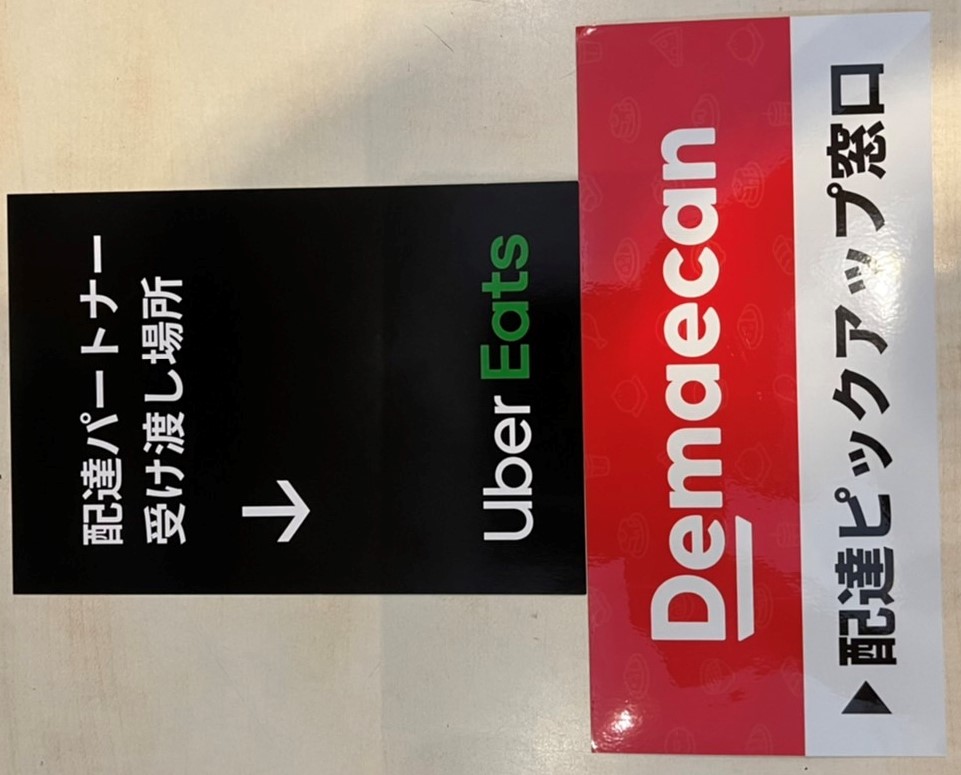 配達パートナー
受け渡し場所
↓
Uber Eats
Demaecan
▼配達ピックアップ窓口